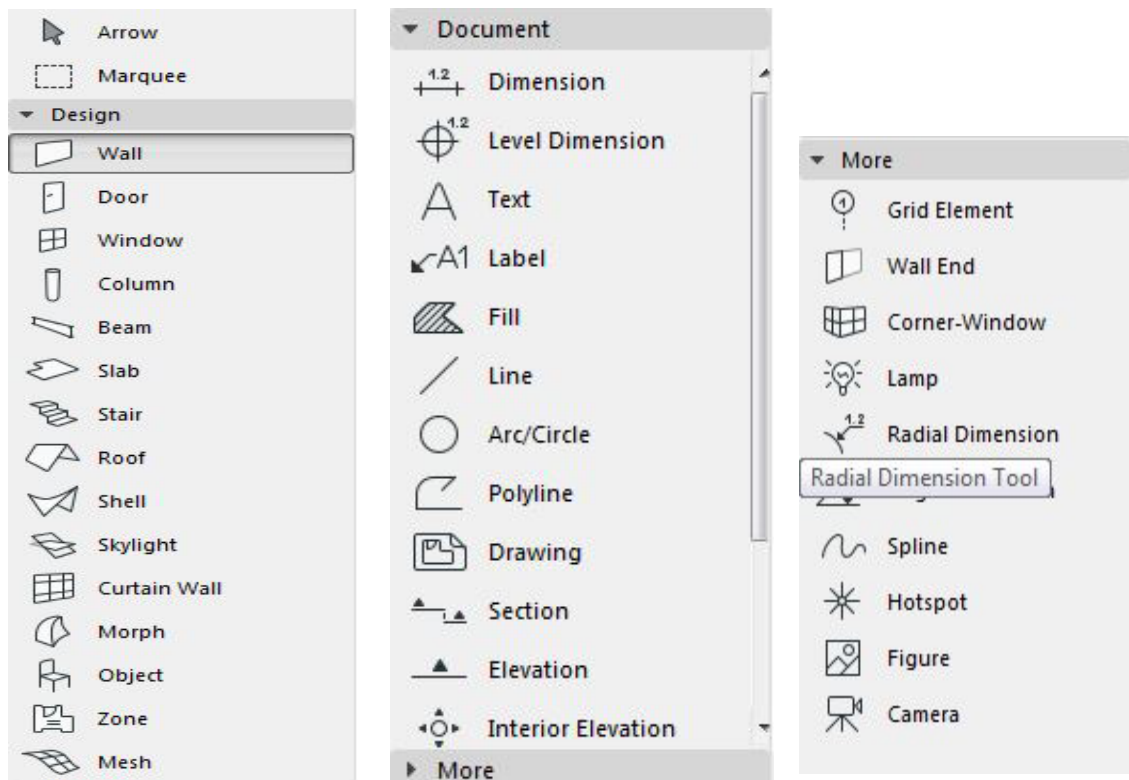 Arrow
Marquee
Design
Wall
Door
Window
Column
Beam
Slab
Stair
Roof
Shell
Skylight
Curtain Wall
Morph
Object
Zone
Mesh
Document
1.2 Dimension
1.2 Level Dimension
A Text
A1 Label
Fill
Line
Arc/Circle
Polyline
Drawing
Section
Elevation
Interior Elevation
More
More
1 Grid Element
Wall End
Corner-Window
Lamp
1.2 Radial Dimension
Radial Dimension Tool
Spline
Hotspot
Figure
Camera